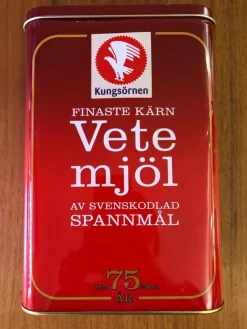 Kungsörnen
FINASTE KÄRN
Vete
mjöl
AV SVENSKODLAD
SPANNMÅL
75
ÅR